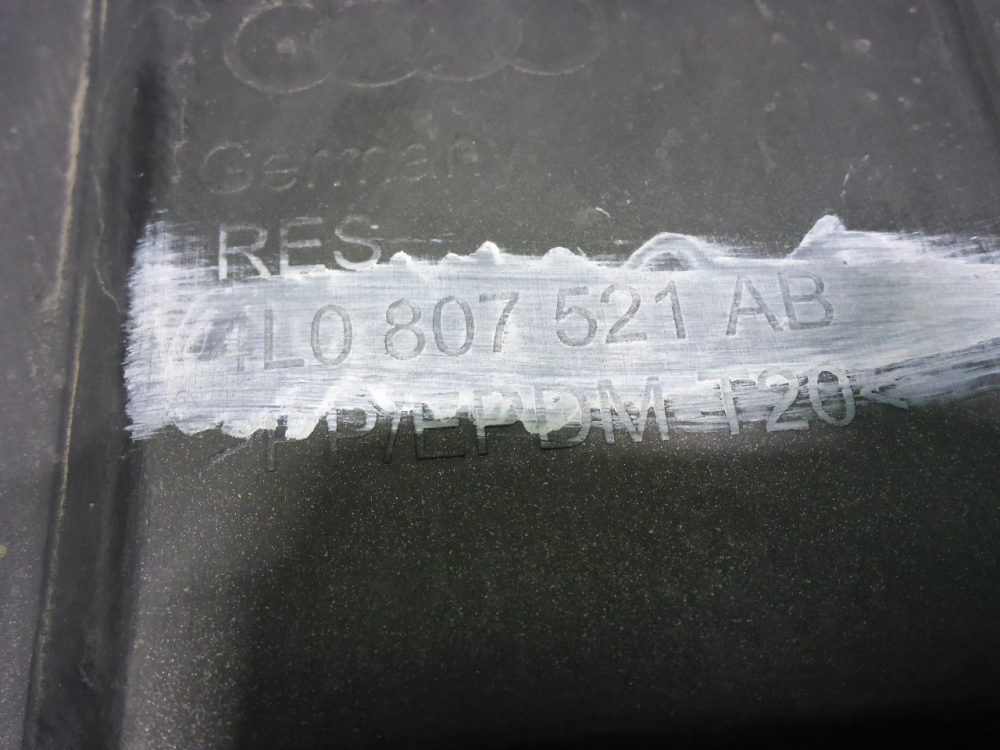 Germany
RES
4L0 807 521 AB
PP/EPDM T20